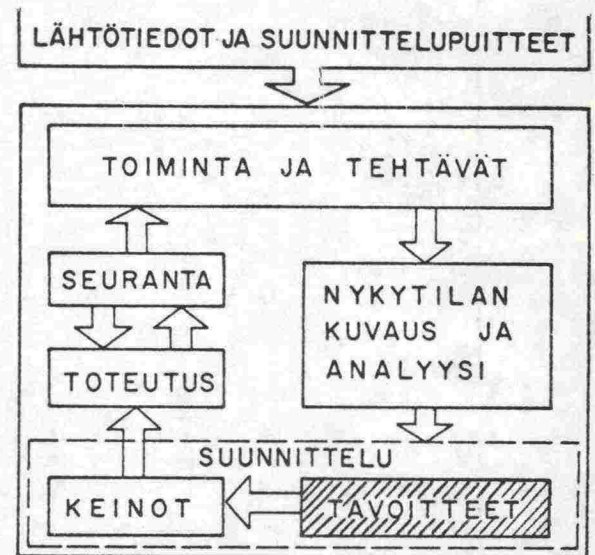 LÄHTÖTIEDOT JA SUUNNITTELUPUITTEET
TOIMINTA JA TEHTÄVÄT
SEURANTA
TOTEUTUS
NYKYTILAN
KUVAUS JA
ANALYYSI
SUUNNITTELU
KEINOT
TAVOITTEET